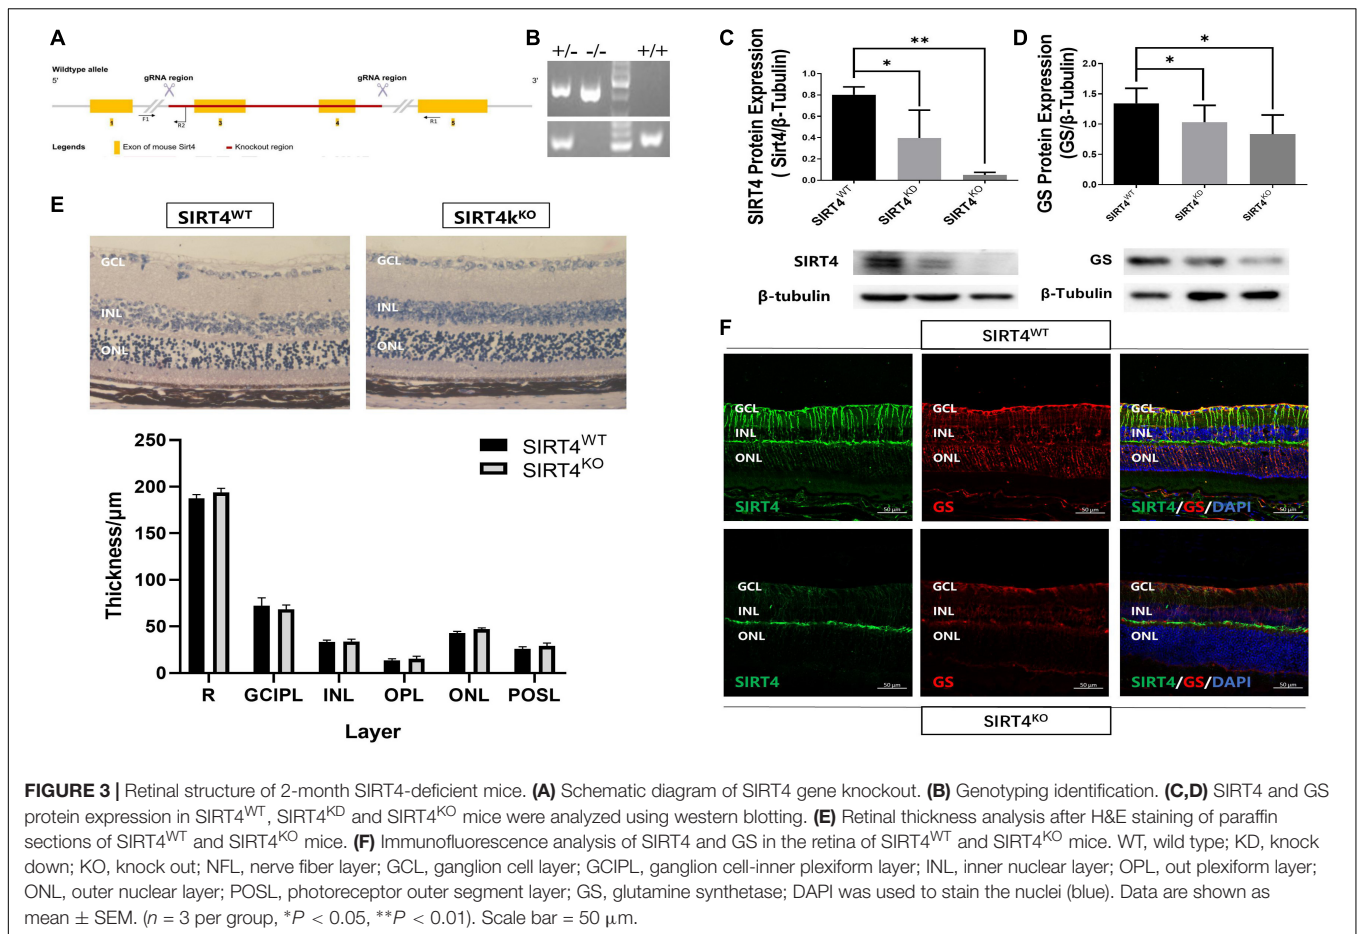 A
Wildtype allele
5'
gRNA region
gRNA region
3'
F1
R2
R1
1
3
4
5
Legends
Exon of mouse Sirt4
Knockout region
B
+/- -/- +/+
C
SIRT4 Protein Expression
( Sirt4/β-Tubulin)
1.0
0.8
0.6
0.4
0.2
0.0
**
*
SIRT4WT
SIRT4KD
SIRT4KO
SIRT4
β-tubulin
D
GS Protein Expression
(GS/β-Tubulin)
2.0
1.5
1.0
0.5
0.0
*
*
SIRT4WT
SIRT4KD
SIRT4KO
GS
β-Tubulin
E
SIRT4WT
SIRT4kKO
GCL
INL
ONL
GCL
INL
ONL
Thickness/μm
250
200
150
100
50
0
SIRT4WT
SIRT4KO
R GCIPL INL OPL ONL POSL
Layer
F
SIRT4WT
GCL
INL
ONL
SIRT4
50 μm
GCL
INL
ONL
GS
50 μm
GCL
INL
ONL
SIRT4/GS/DAPI
50 μm
GCL
INL
ONL
SIRT4
50 μm
GCL
INL
ONL
GS
50 μm
GCL
INL
ONL
SIRT4/GS/DAPI
50 μm
SIRT4KO
FIGURE 3 | Retinal structure of 2-month SIRT4-deficient mice. (A) Schematic diagram of SIRT4 gene knockout. (B) Genotyping identification. (C,D) SIRT4 and GS
protein expression in SIRT4WT, SIRT4KD and SIRT4KO mice were analyzed using western blotting. (E) Retinal thickness analysis after H&E staining of paraffin
sections of SIRT4WT and SIRT4KO mice. (F) Immunofluorescence analysis of SIRT4 and GS in the retina of SIRT4WT and SIRT4KO mice. WT, wild type; KD, knock
down; KO, knock out; NFL, nerve fiber layer; GCL, ganglion cell layer; GCIPL, ganglion cell-inner plexiform layer; INL, inner nuclear layer; OPL, out plexiform layer;
ONL, outer nuclear layer; POSL, photoreceptor outer segment layer; GS, glutamine synthetase; DAPI was used to stain the nuclei (blue). Data are shown as
mean ± SEM. (n = 3 per group, *P < 0.05, **P < 0.01). Scale bar = 50 μm.